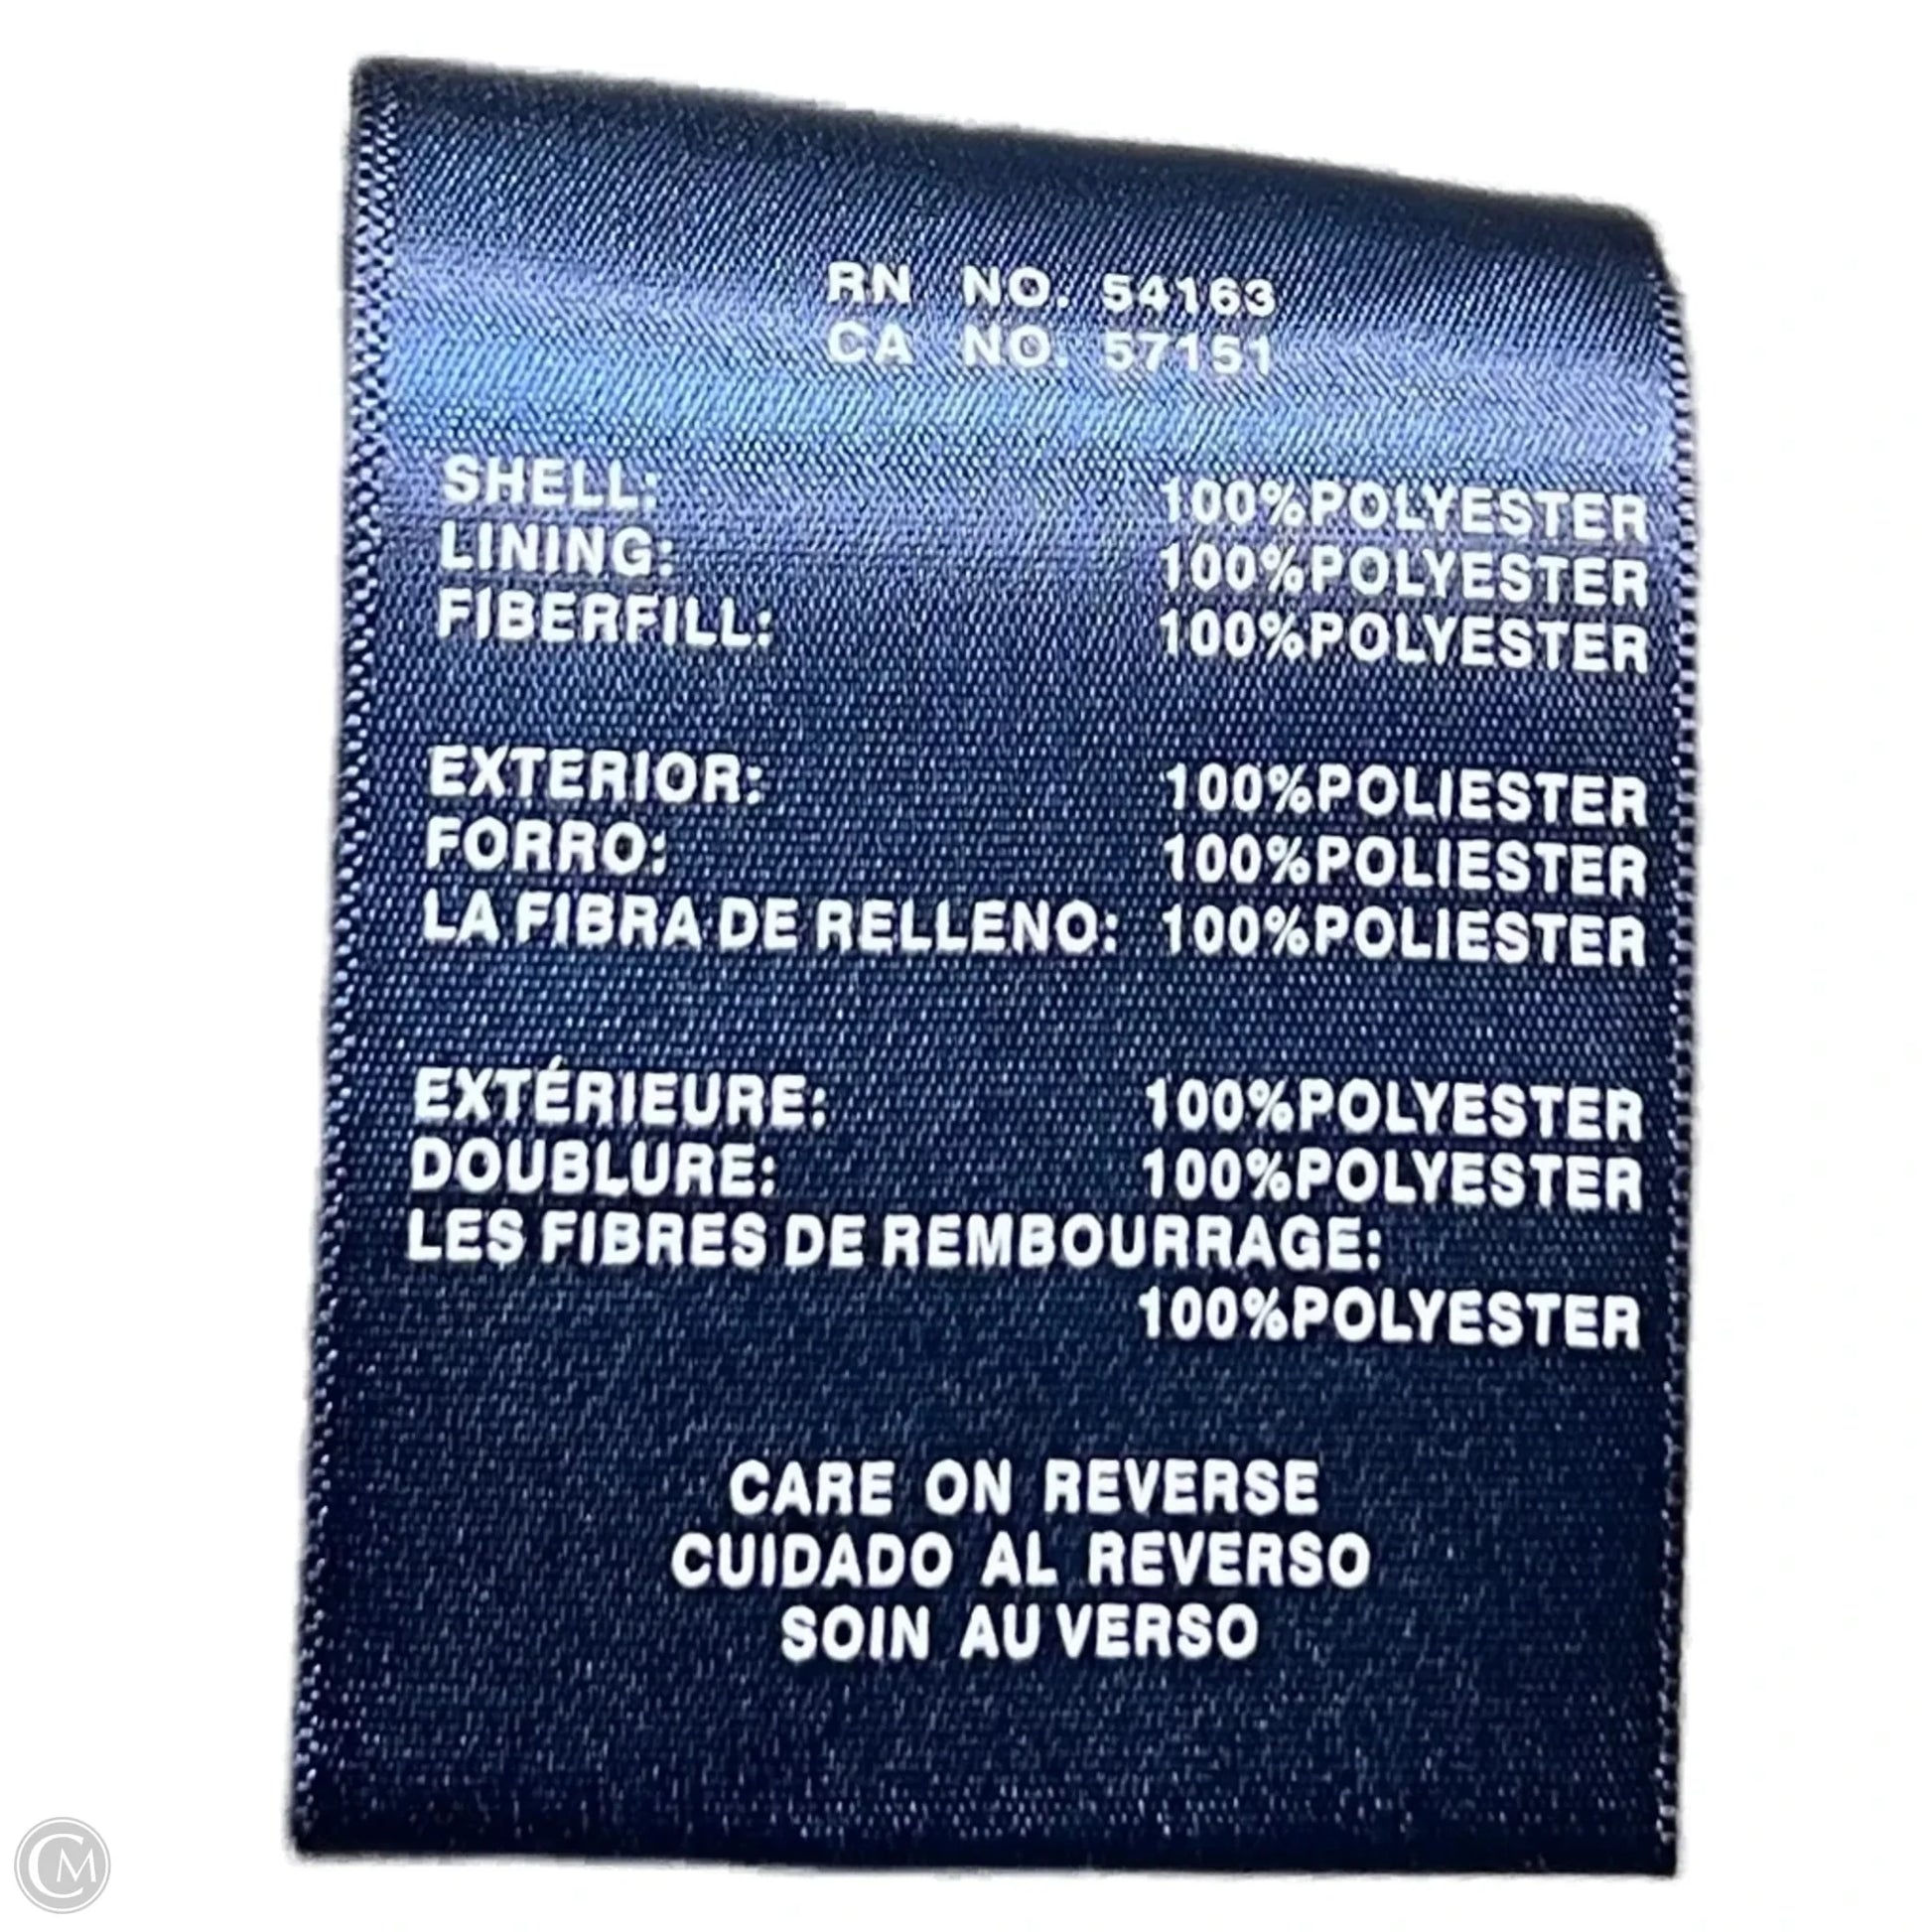 RN NO. 54163
CA NO. 57151
SHELL: 100%POLYESTER
LINING: 100%POLYESTER
FIBERFILL: 100%POLYESTER
EXTERIOR: 100%POLIESTER
FORRO: 100%POLIESTER
LA FIBRA DE RELLENO: 100%POLIESTER
EXTÉRIEURE: 100%POLYESTER
DOUBLURE: 100%POLYESTER
LES FIBRES DE REMBOURRAGE:
100%POLYESTER
CARE ON REVERSE
CUIDADO AL REVERSO
SOIN AU VERSO
CM